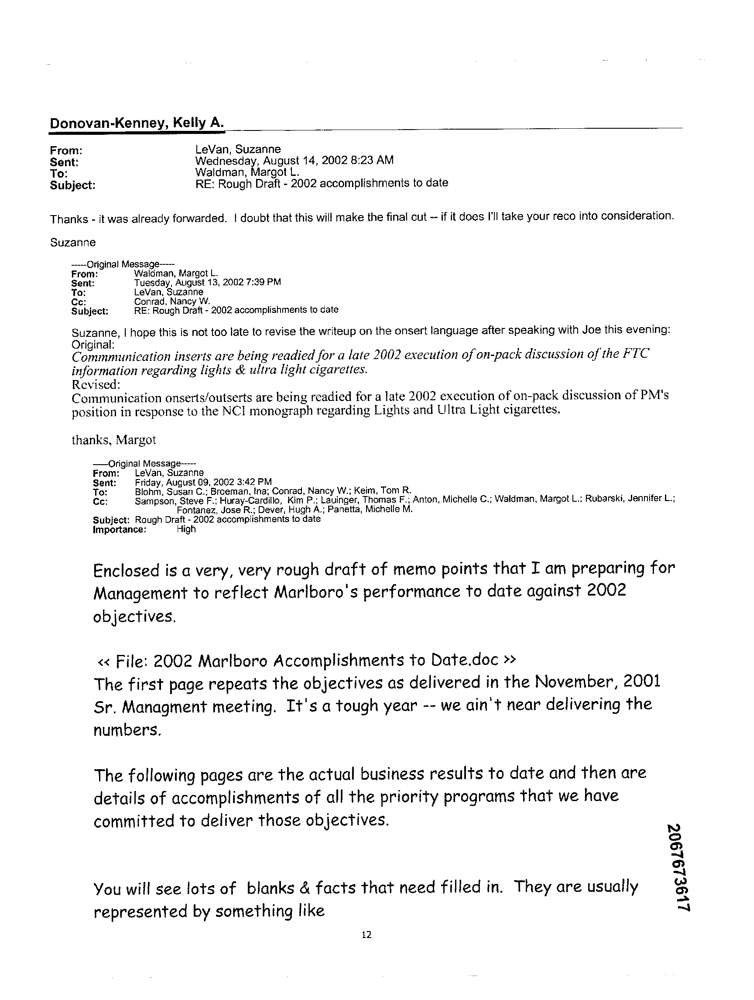 Donovan-Kenney, Kelly A.
From: LeVan, Suzanne
Sent: Wednesday, August 14, 2002 8:23 AM
To: Waldman, Margot L.
Subject: RE: Rough Draft - 2002 accomplishments to date
Thanks - it was already forwarded. I doubt that this will make the final cut -- if it does I'll take your reco into consideration.
Suzanne
-----Original Message-----
From: Waldman, Margot L.
Sent: Tuesday, August 13, 2002 7:39 PM
To: LeVan, Suzanne
Cc: Conrad, Nancy W.
Subject: RE: Rough Draft - 2002 accomplishments to date
Suzanne, I hope this is not too late to revise the writeup on the onsert language after speaking with Joe this evening:
Original:
Commmunication inserts are being readied for a late 2002 execution of on-pack discussion of the FTC
information regarding lights & ultra light cigarettes.
Revised:
Communication onserts/outserts are being readied for a late 2002 execution of on-pack discussion of PM's
position in response to the NCI monograph regarding Lights and Ultra Light cigarettes.
thanks, Margot
-----Original Message-----
From: LeVan, Suzanne
Sent: Friday, August 09, 2002 3:42 PM
To: Blohm, Susan C.; Broeman, Ina; Conrad, Nancy W.; Keim, Tom R.
Cc: Sampson, Steve F.; Huray-Cardillo, Kim P.; Lauinger, Thomas F.; Anton, Michelle C.; Waldman, Margot L.; Rubarski, Jennifer L.;
Fontanez, Jose R.; Dever, Hugh A.; Panetta, Michelle M.
Subject: Rough Draft - 2002 accomplishments to date
Importance: High
Enclosed is a very, very rough draft of memo points that I am preparing for
Management to reflect Marlboro's performance to date against 2002
objectives.
<< File: 2002 Marlboro Accomplishments to Date.doc >>
The first page repeats the objectives as delivered in the November, 2001
Sr. Managment meeting. It's a tough year -- we ain't near delivering the
numbers.
The following pages are the actual business results to date and then are
details of accomplishments of all the priority programs that we have
committed to deliver those objectives.
You will see lots of blanks & facts that need filled in. They are usually
represented by something like
12
2067673617